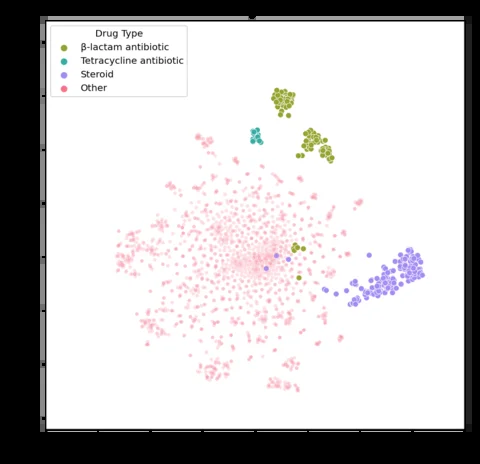 Drug Type
β-lactam antibiotic
Tetracycline antibiotic
Steroid
Other